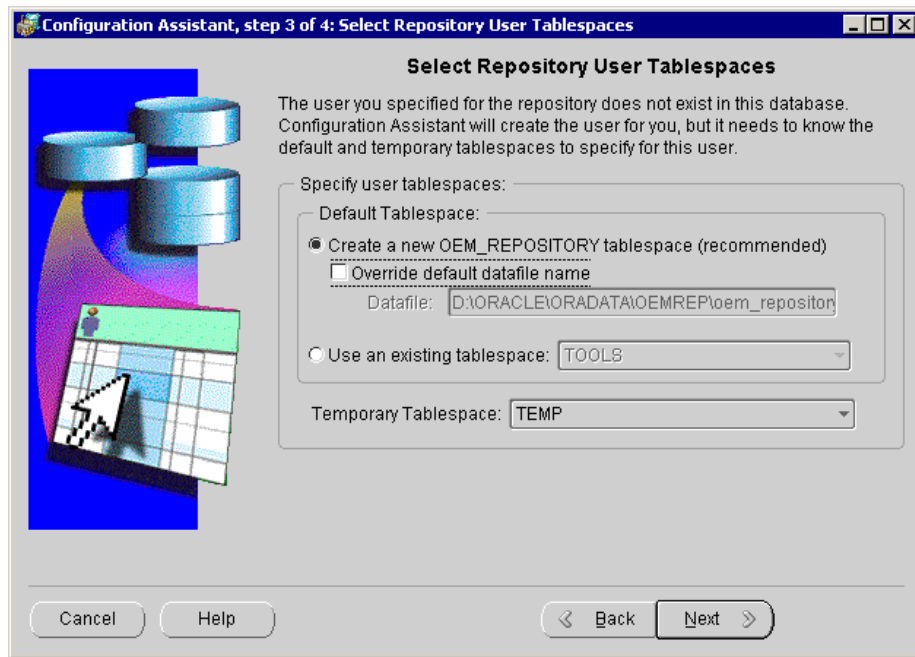 Configuration Assistant, step 3 of 4: Select Repository User Tablespaces
Select Repository User Tablespaces
The user you specified for the repository does not exist in this database.
Configuration Assistant will create the user for you, but it needs to know the
default and temporary tablespaces to specify for this user.
Specify user tablespaces:
Default Tablespace:
Create a new OEM_REPOSITORY tablespace (recommended)
Override default datafile name
Datafile: D:\ORACLE\ORADATA\OEMREP\oem_repository
Use an existing tablespace: TOOLS
Temporary Tablespace: TEMP
Cancel Help Back Next